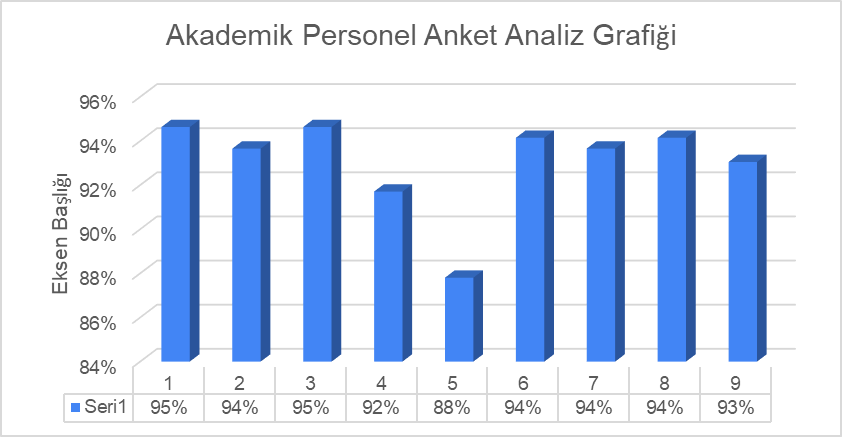 Akademik Personel Anket Analiz Grafiği
Eksen Başlığı
96%
94%
92%
90%
88%
86%
84%
1 2 3 4 5 6 7 8 9
Seri1 95% 94% 95% 92% 88% 94% 94% 94% 93%